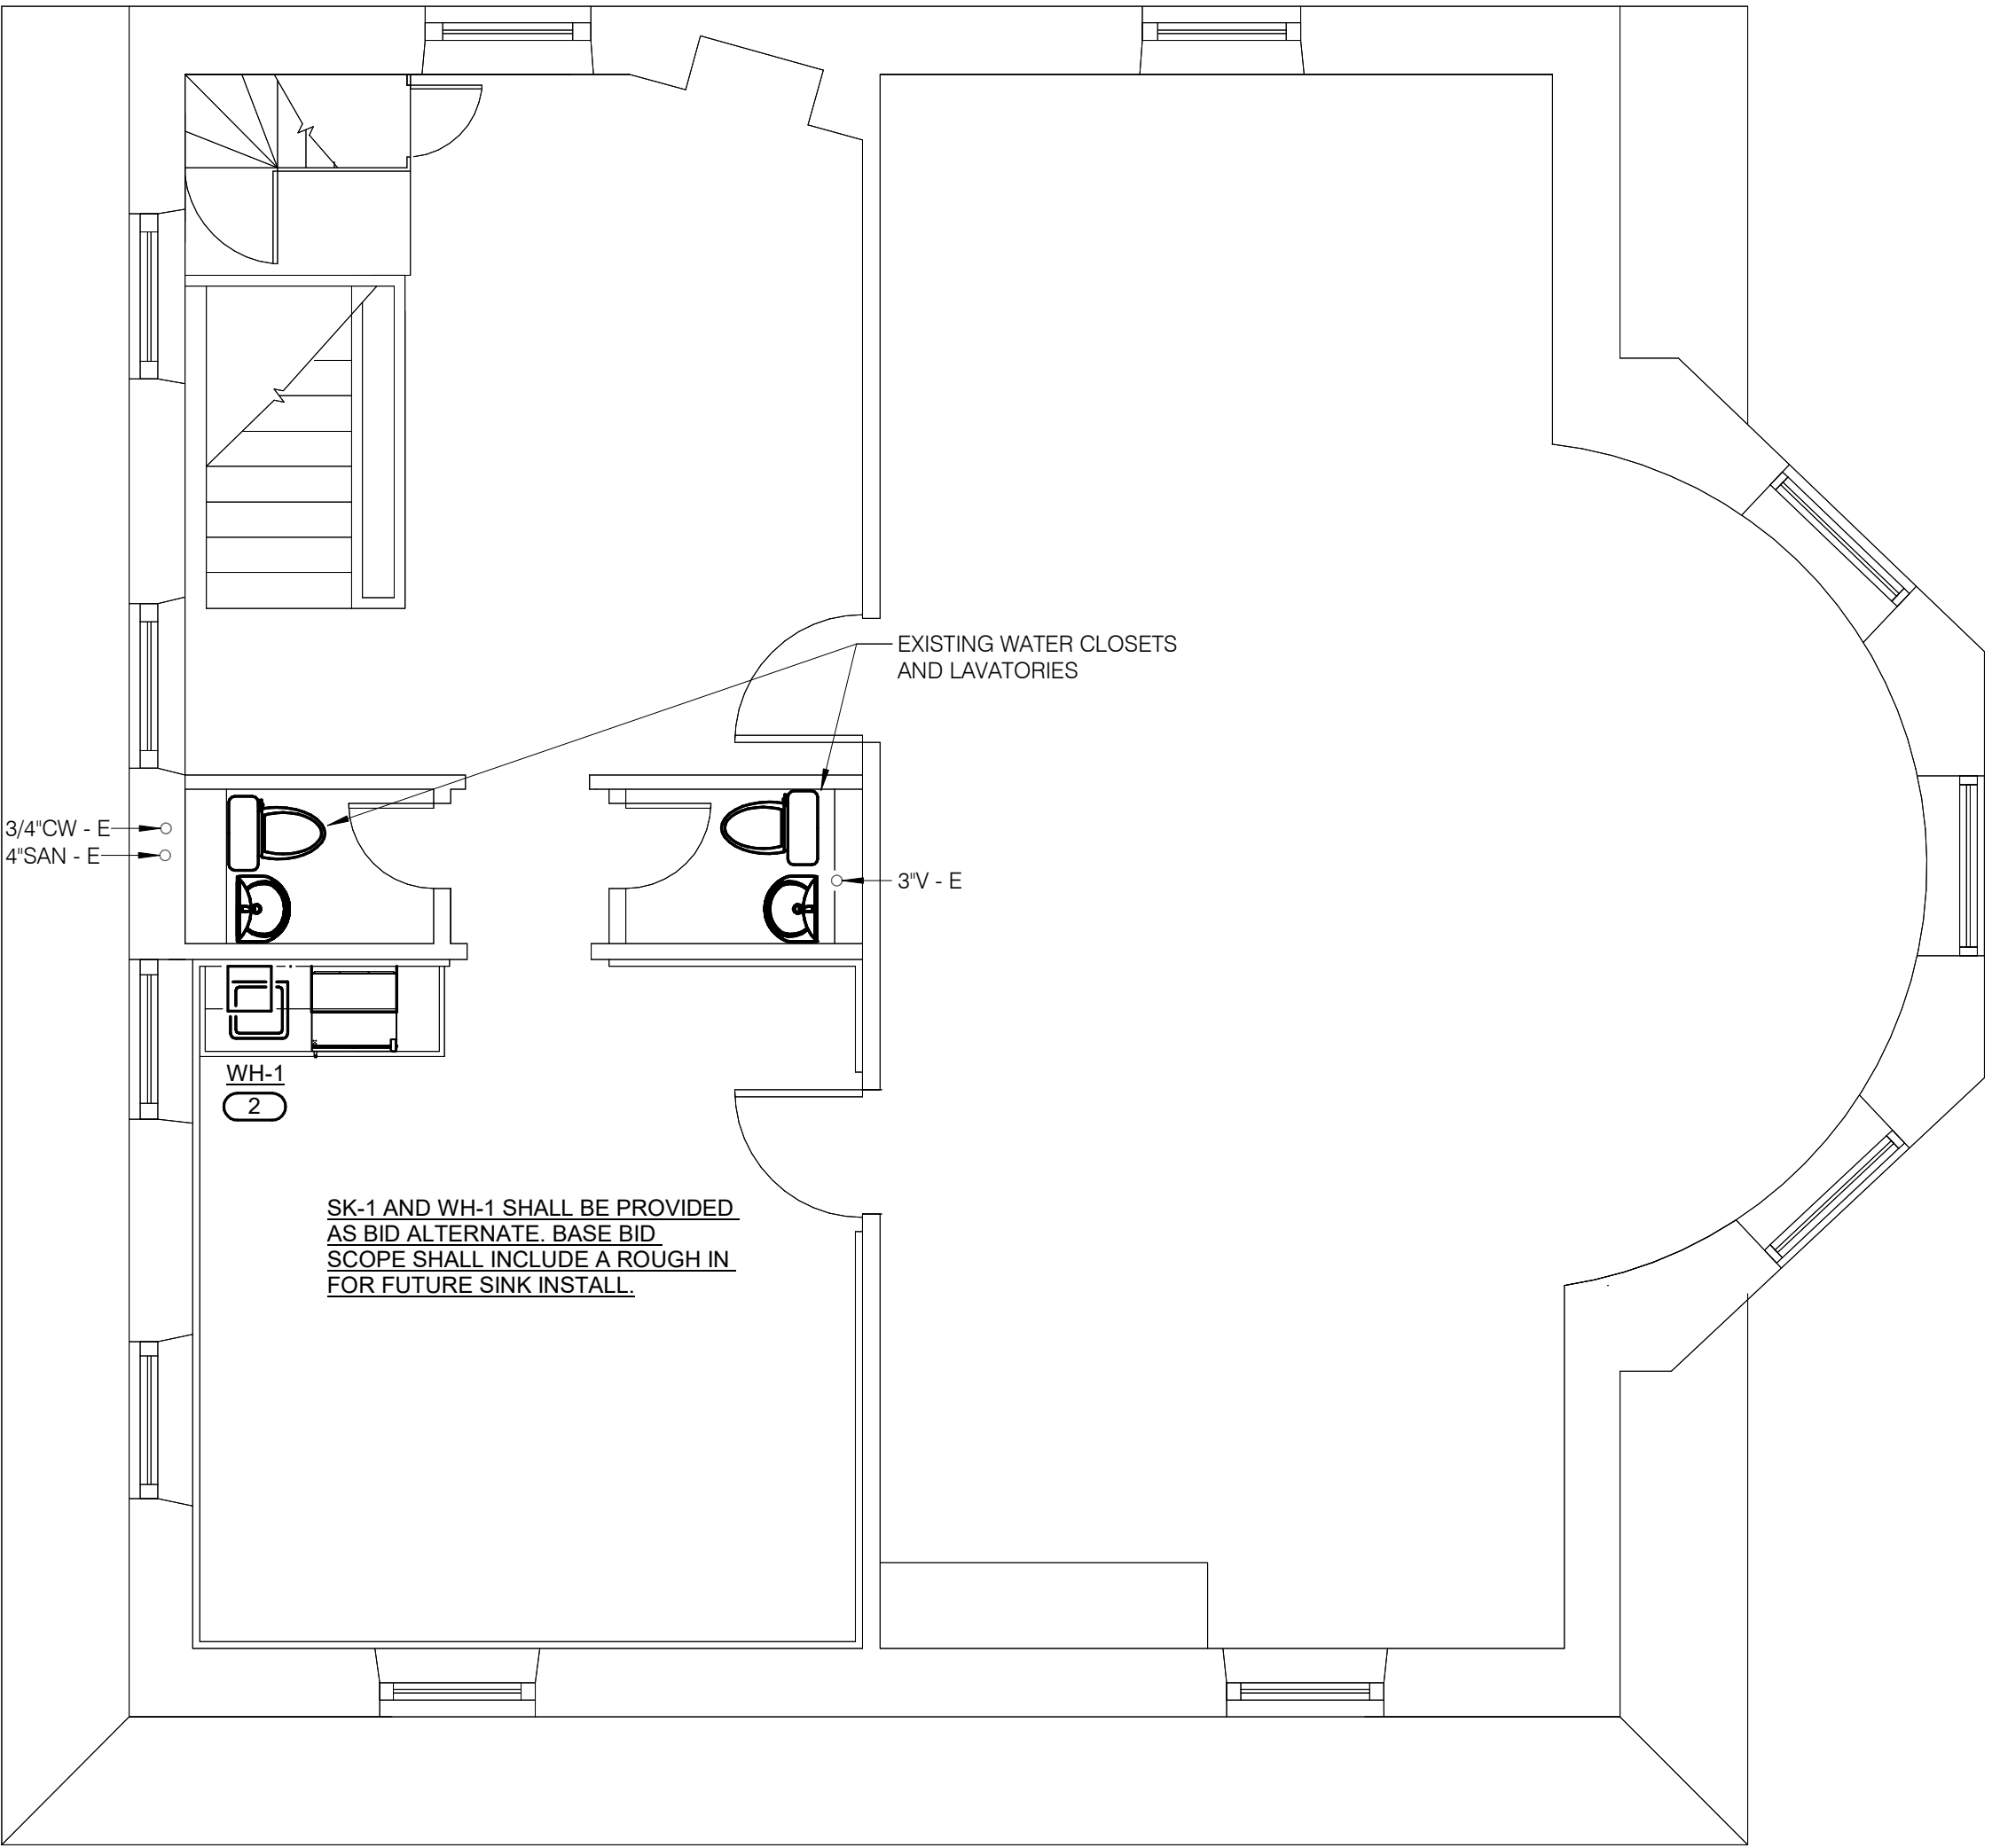 EXISTING WATER CLOSETS
AND LAVATORIES
3/4"CW - E
4"SAN - E
3"V - E
WH-1
2
SK-1 AND WH-1 SHALL BE PROVIDED
AS BID ALTERNATE. BASE BID
SCOPE SHALL INCLUDE A ROUGH IN
FOR FUTURE SINK INSTALL.